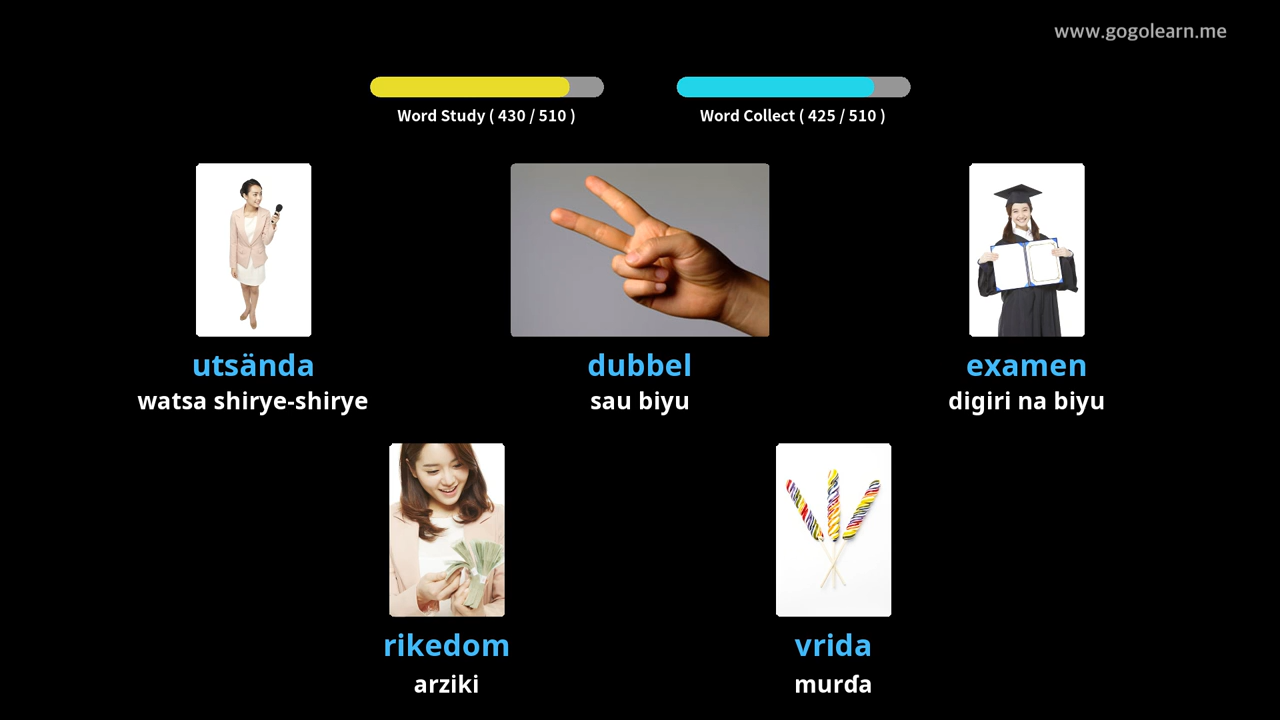 www.gogolearn.me
Word Study ( 430 / 510 )
Word Collect ( 425 / 510 )
utsända
dubbel
examen
watsa shirye-shirye
sau biyu
digiri na biyu
rikedom
vrida
arziki
murɗa